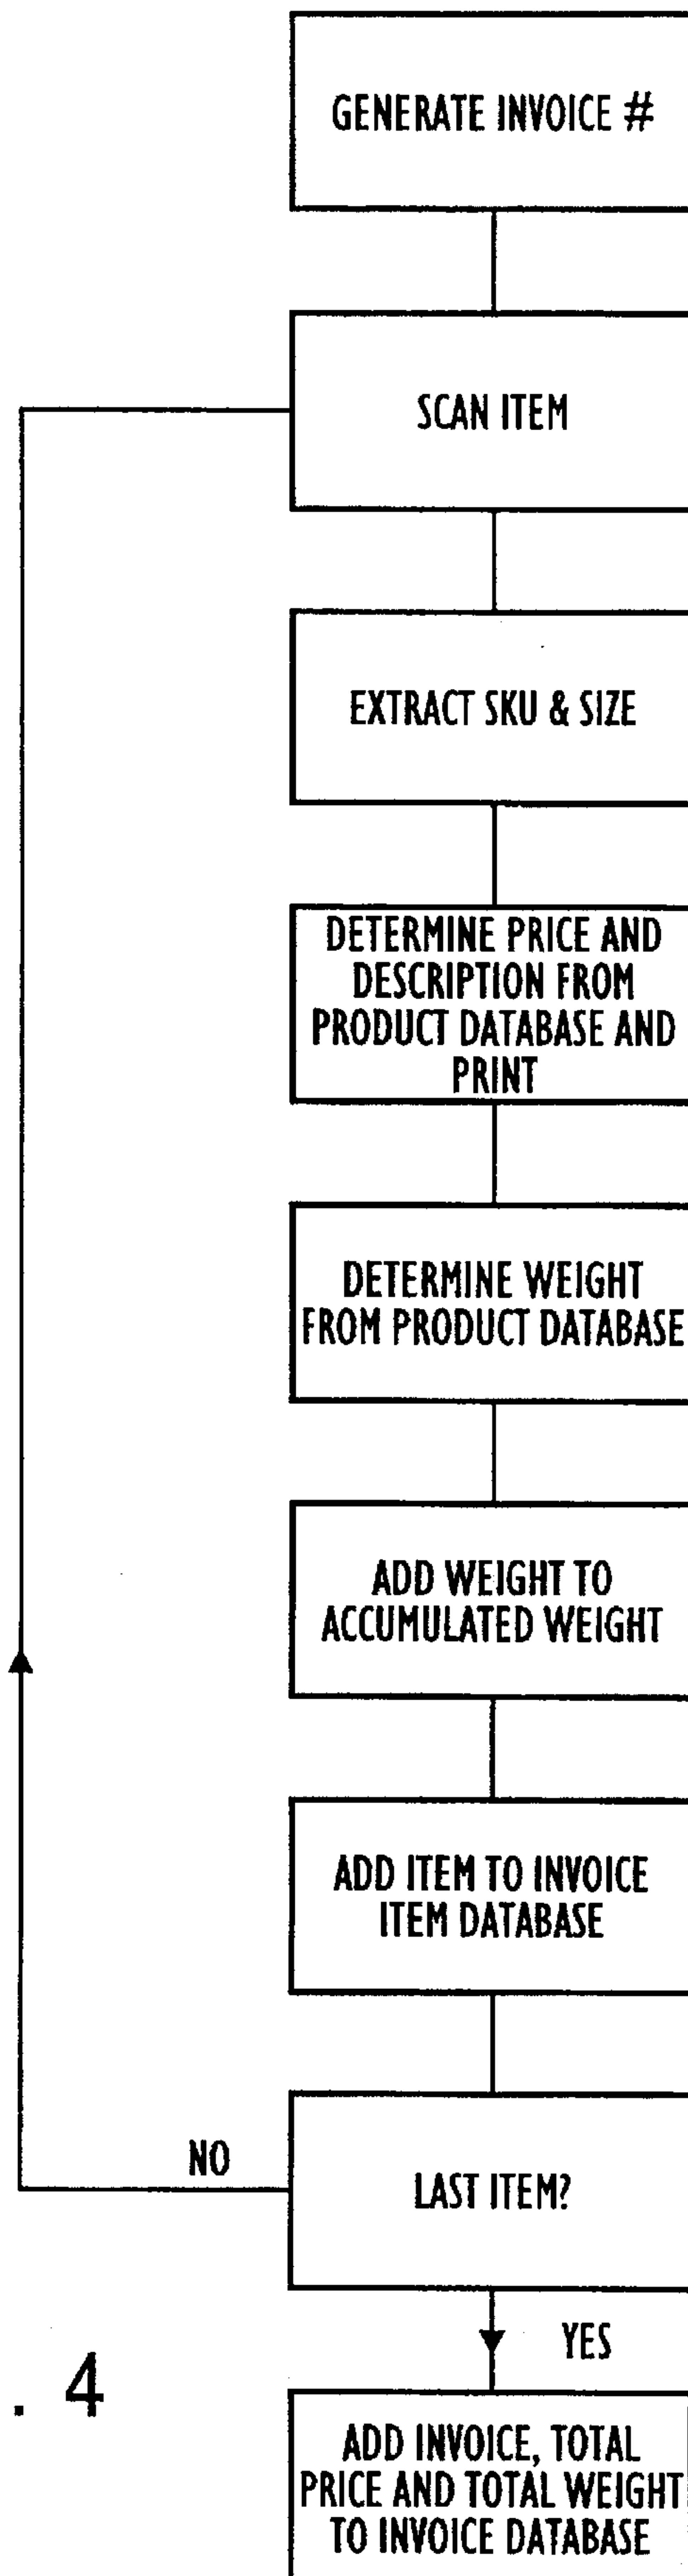 GENERATE INVOICE #
SCAN ITEM
EXTRACT SKU & SIZE
DETERMINE PRICE AND
DESCRIPTION FROM
PRODUCT DATABASE AND
PRINT
DETERMINE WEIGHT
FROM PRODUCT DATABASE
ADD WEIGHT TO
ACCUMULATED WEIGHT
ADD ITEM TO INVOICE
ITEM DATABASE
NO
LAST ITEM?
YES
. 4
ADD INVOICE, TOTAL
PRICE AND TOTAL WEIGHT
TO INVOICE DATABASE